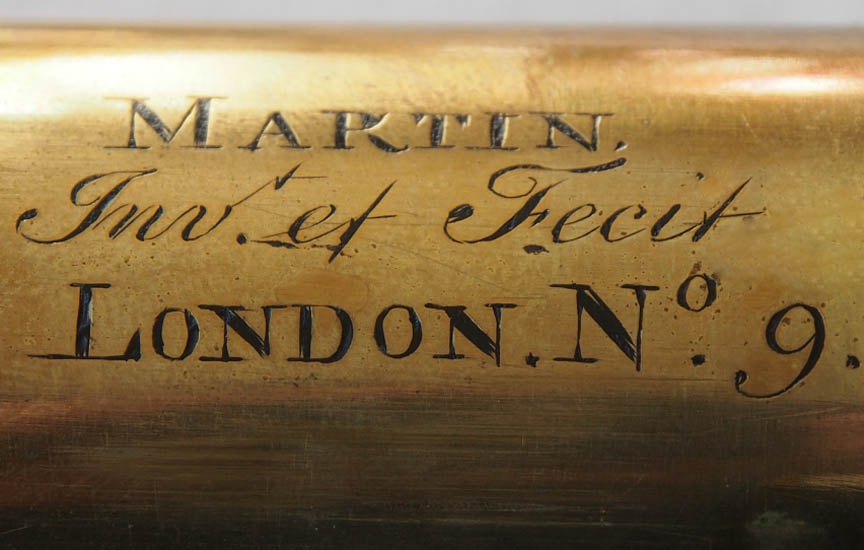 MARTIN,
Invᵗ. et Fecit
LONDON. Nº. 9.